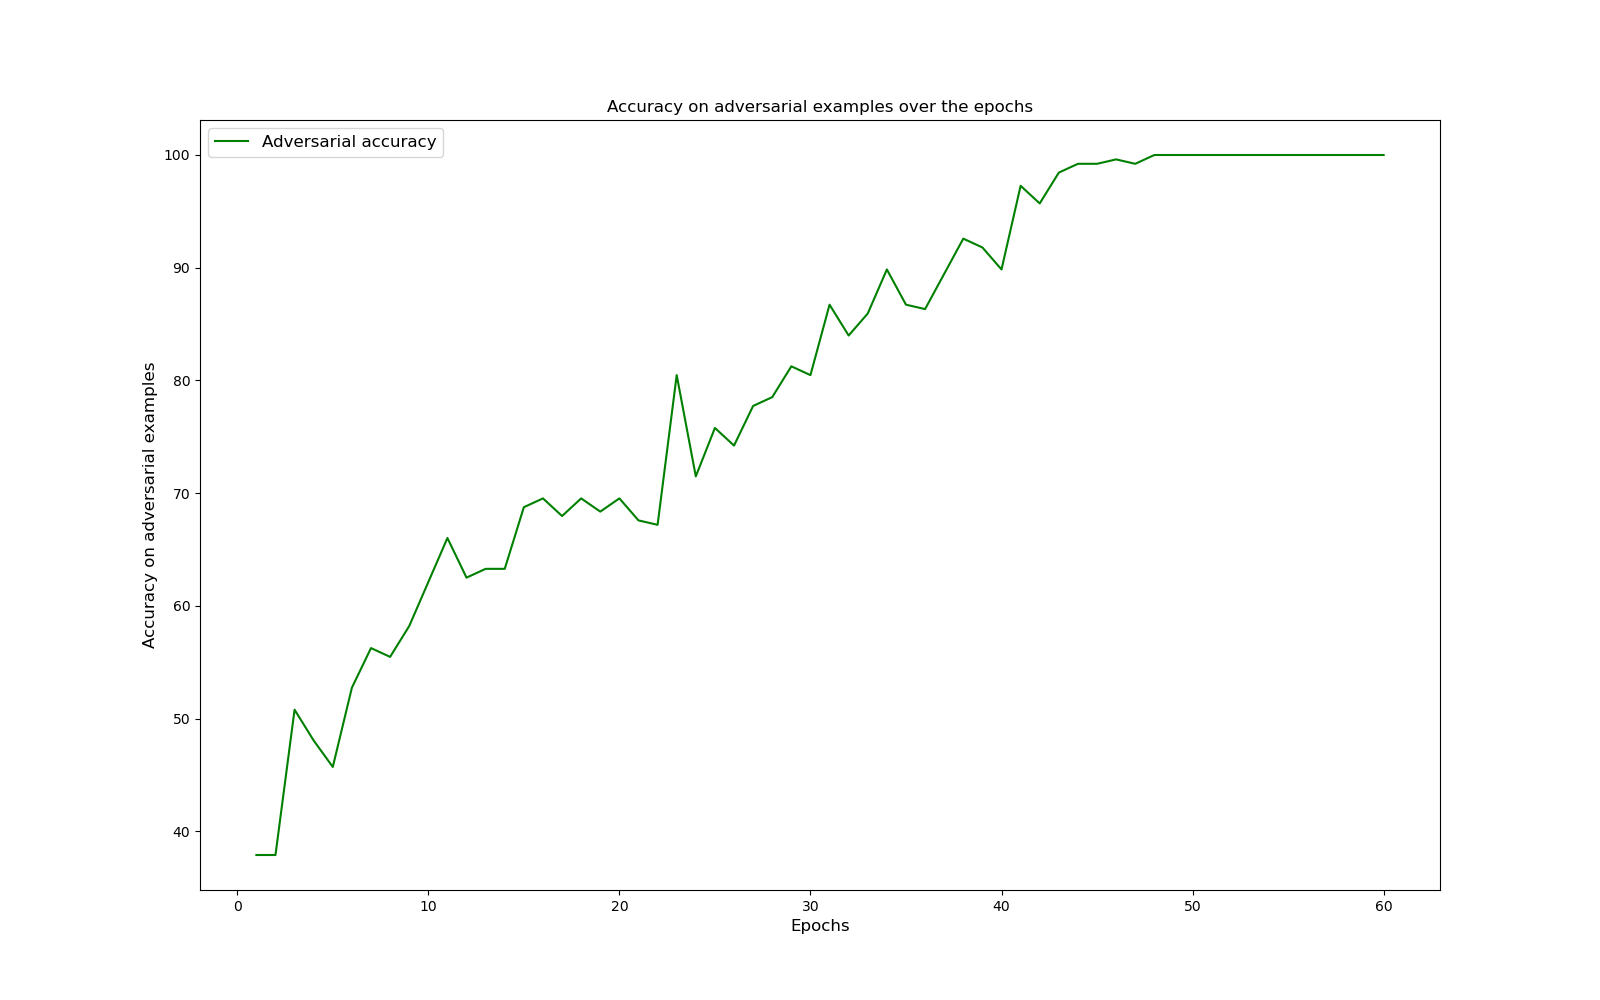 Accuracy on adversarial examples over the epochs
Adversarial accuracy
100
90
80
70
60
50
40
Accuracy on adversarial examples
0 10 20 30 40 50 60
Epochs